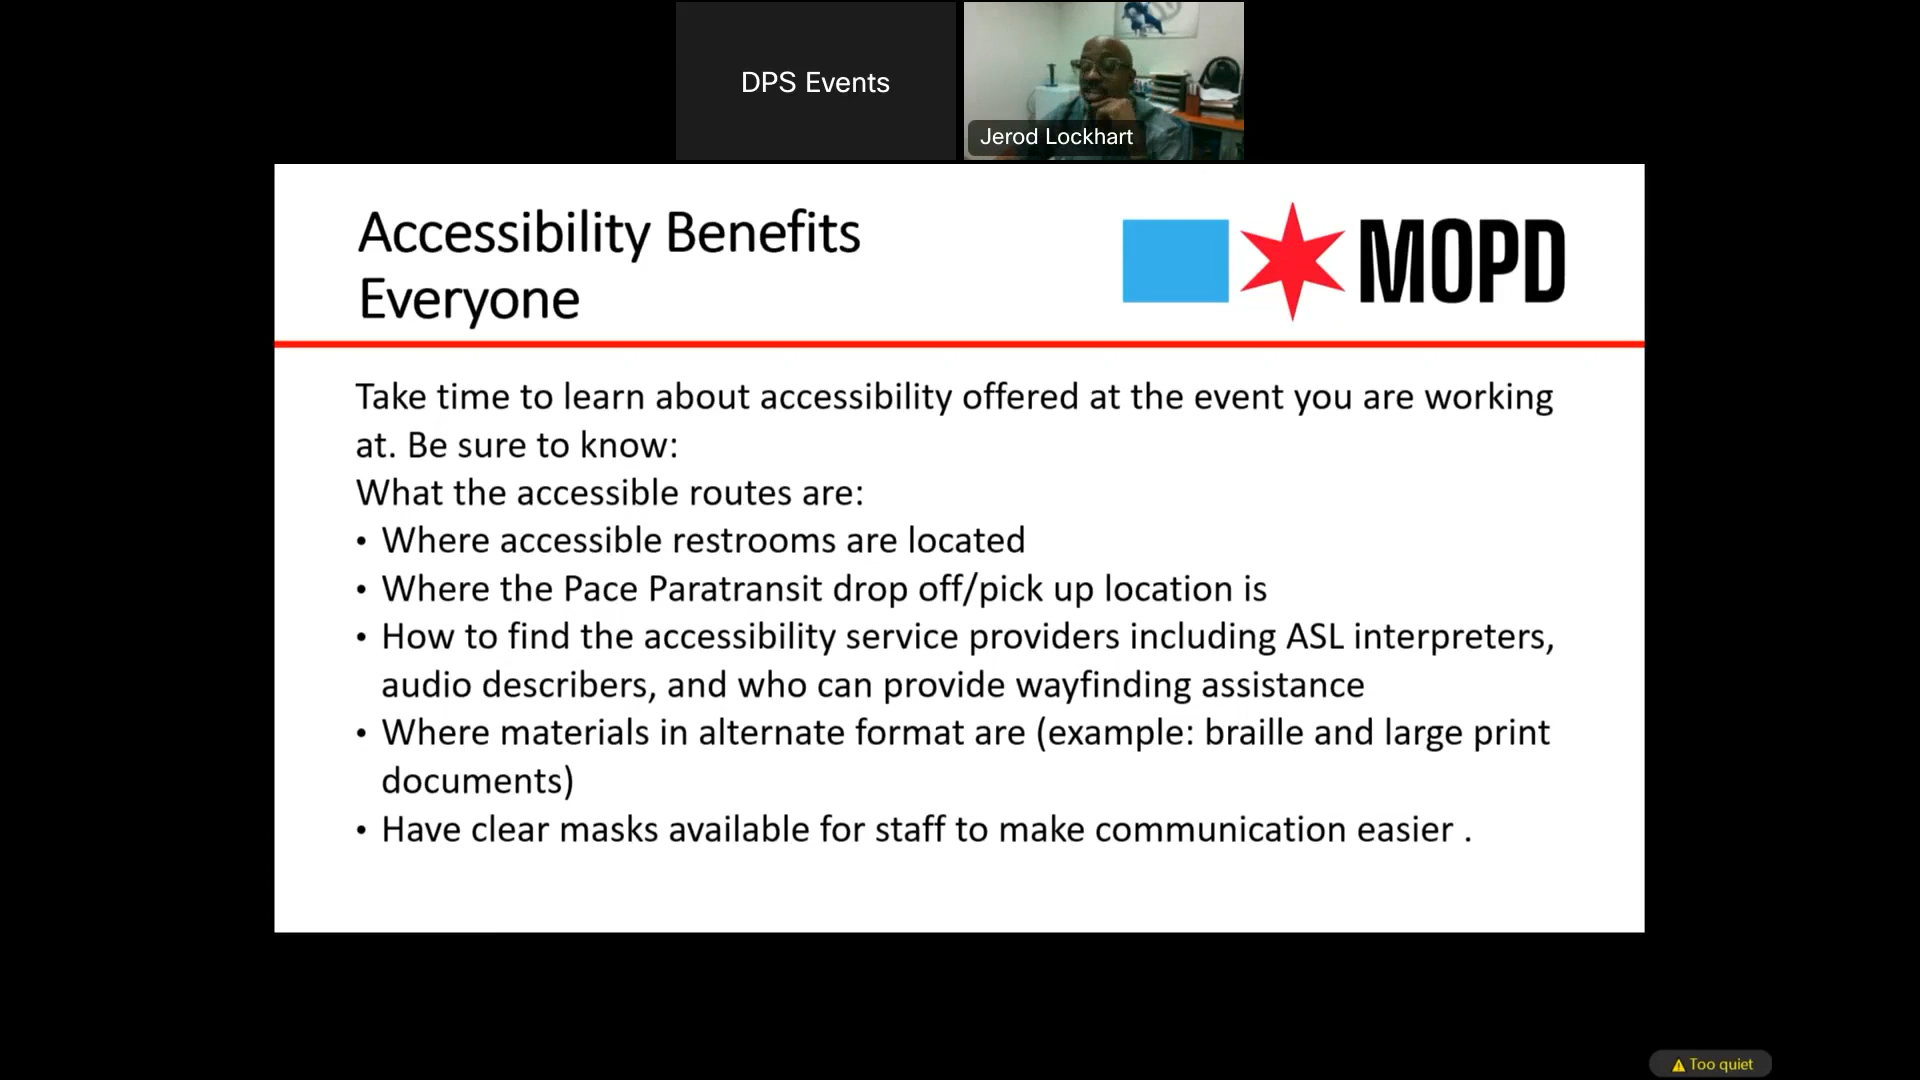 DPS Events
Jerod Lockhart
Accessibility Benefits
Everyone
MOPD
Take time to learn about accessibility offered at the event you are working
at. Be sure to know:
What the accessible routes are:
• Where accessible restrooms are located
• Where the Pace Paratransit drop off/pick up location is
• How to find the accessibility service providers including ASL interpreters,
audio describers, and who can provide wayfinding assistance
• Where materials in alternate format are (example: braille and large print
documents)
• Have clear masks available for staff to make communication easier .
Too quiet